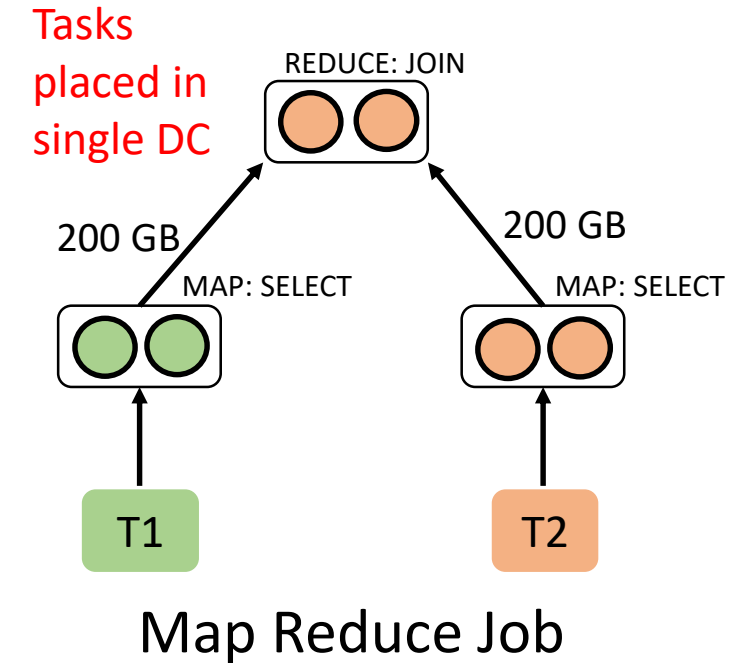 Tasks
placed in
single DC
REDUCE: JOIN
200 GB
200 GB
MAP: SELECT
MAP: SELECT
T1
T2
Map Reduce Job